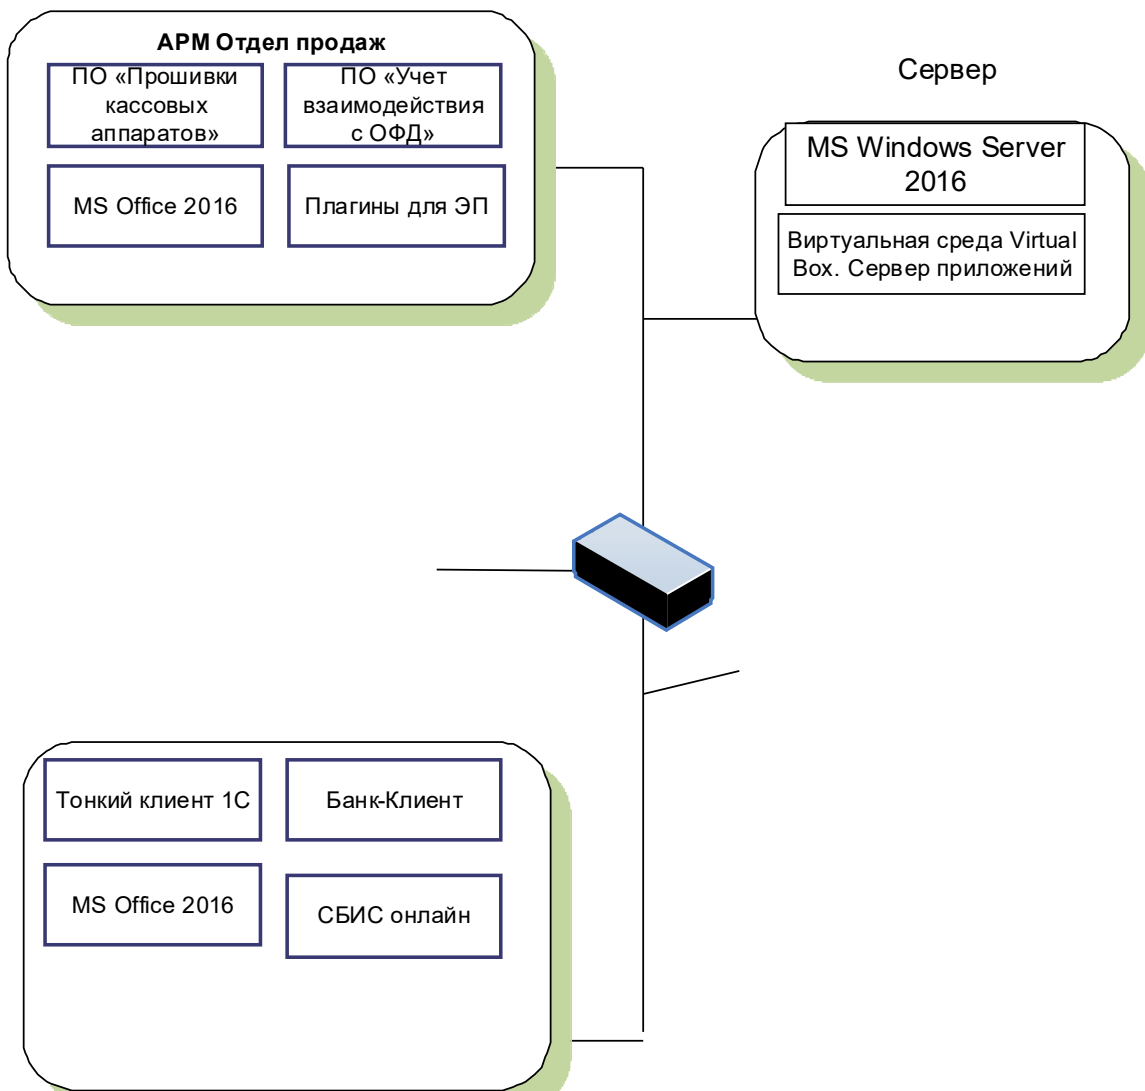 АРМ Отдел продаж
ПО «Прошивки
кассовых
аппаратов»
ПО «Учет
взаимодействия
с ОФД»
MS Office 2016
Плагины для ЭП
Сервер
MS Windows Server
2016
Виртуальная среда Virtual
Box. Сервер приложений
Тонкий клиент 1С
Банк-Клиент
MS Office 2016
СБИС онлайн